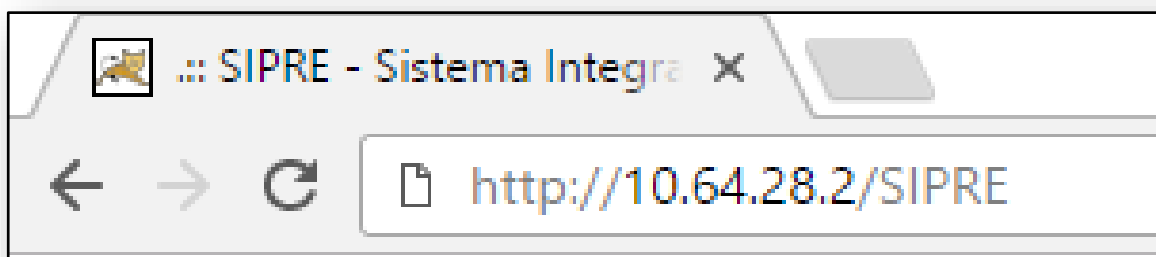 .:: SIPRE - Sistema Integra
http://10.64.28.2/SIPRE